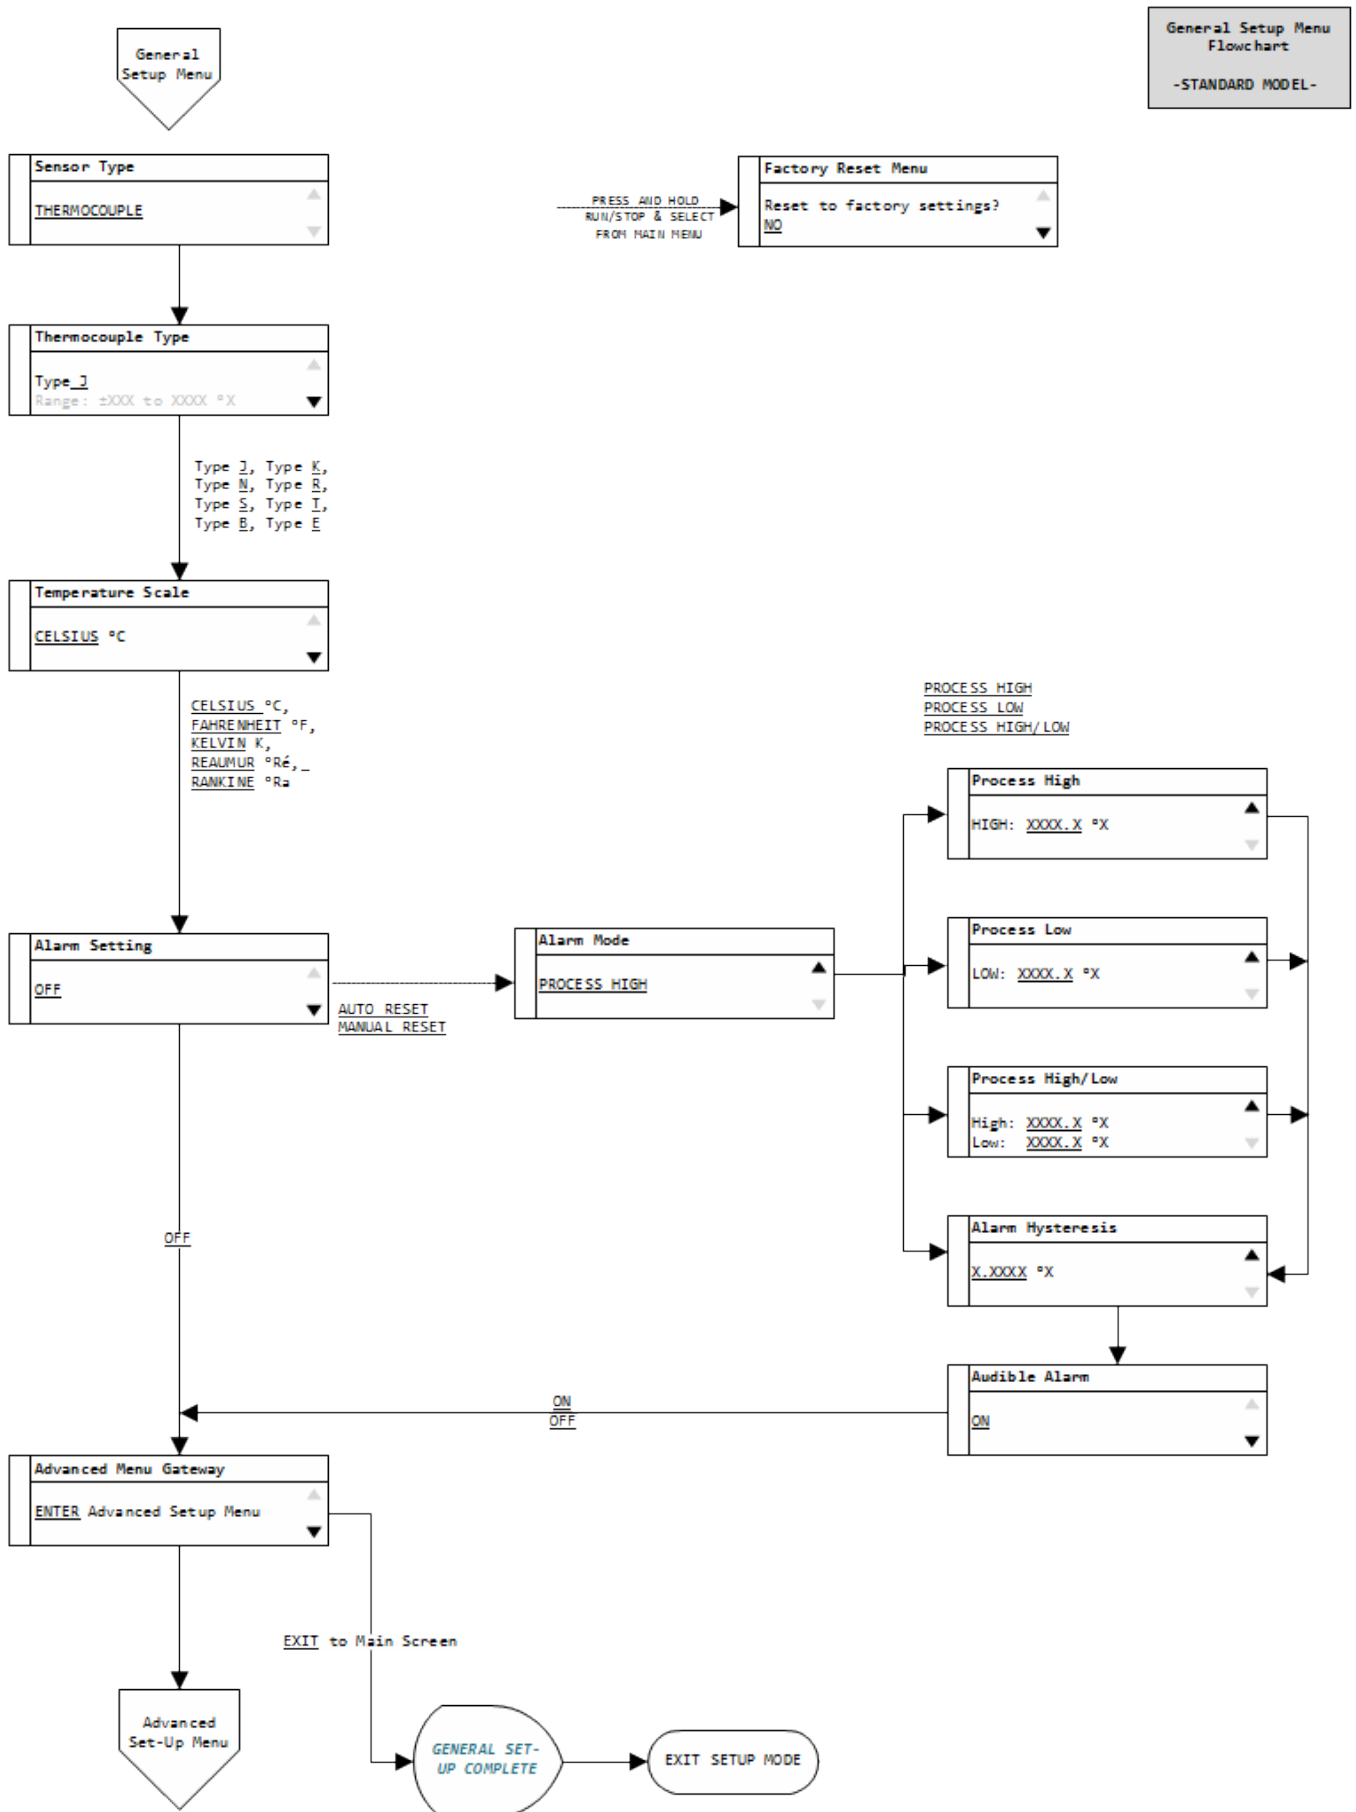 General
Setup Menu
General Setup Menu
Flowchart
-STANDARD MODEL-
Sensor Type
THERMOCOUPLE
PRESS AND HOLD
RUN/STOP & SELECT
FROM MAIN MENU
Factory Reset Menu
Reset to factory settings?
NO
Thermocouple Type
Type J
Range: ±XXX to XXXX °X
Type J, Type K,
Type N, Type R,
Type S, Type T,
Type B, Type E
Temperature Scale
CELSIUS °C
CELSIUS °C,
FAHRENHEIT °F,
KELVIN K,
REAUMUR °Ré,_
RANKINE °Ra
PROCESS HIGH
PROCESS LOW
PROCESS HIGH/LOW
Process High
HIGH: XXXX.X °X
Alarm Setting
OFF
AUTO RESET
MANUAL RESET
Alarm Mode
PROCESS HIGH
Process Low
LOW: XXXX.X °X
Process High/Low
High: XXXX.X °X
Low: XXXX.X °X
OFF
Alarm Hysteresis
X.XXXX °X
Audible Alarm
ON
ON
OFF
Advanced Menu Gateway
ENTER Advanced Setup Menu
EXIT to Main Screen
Advanced
Set-Up Menu
GENERAL SET-
UP COMPLETE
EXIT SETUP MODE